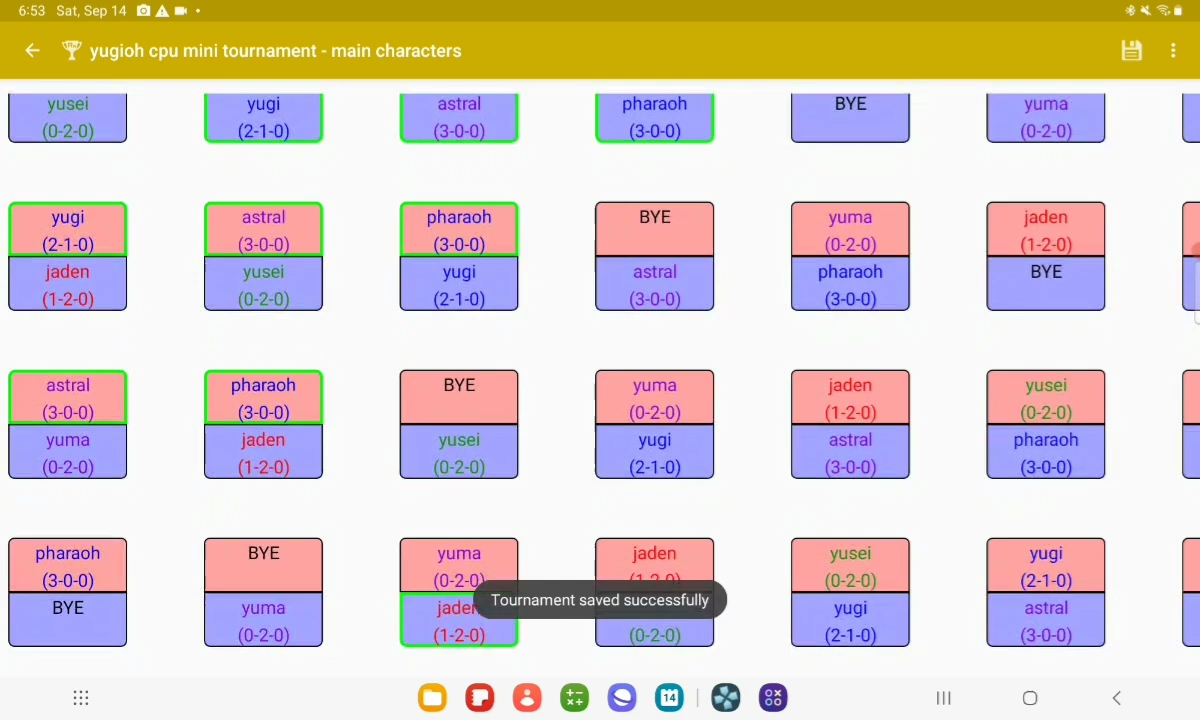 6:53 Sat, Sep 14
yugioh cpu mini tournament - main characters
yusei
(0-2-0)
yugi
(2-1-0)
astral
(3-0-0)
pharaoh
(3-0-0)
BYE
yuma
(0-2-0)
yugi
(2-1-0)
jaden
(1-2-0)
astral
(3-0-0)
yusei
(0-2-0)
pharaoh
(3-0-0)
yugi
(2-1-0)
BYE
astral
(3-0-0)
yuma
(0-2-0)
pharaoh
(3-0-0)
jaden
(1-2-0)
BYE
astral
(3-0-0)
yuma
(0-2-0)
pharaoh
(3-0-0)
jaden
(1-2-0)
BYE
yusei
(0-2-0)
yuma
(0-2-0)
yugi
(2-1-0)
jaden
(1-2-0)
astral
(3-0-0)
yusei
(0-2-0)
pharaoh
(3-0-0)
pharaoh
(3-0-0)
BYE
BYE
yuma
(0-2-0)
yuma
(0-2-0)
jaden
(1-2-0)
jaden
(1-2-0)
(0-2-0)
yusei
(0-2-0)
yugi
(2-1-0)
yugi
(2-1-0)
astral
(3-0-0)
Tournament saved successfully
14